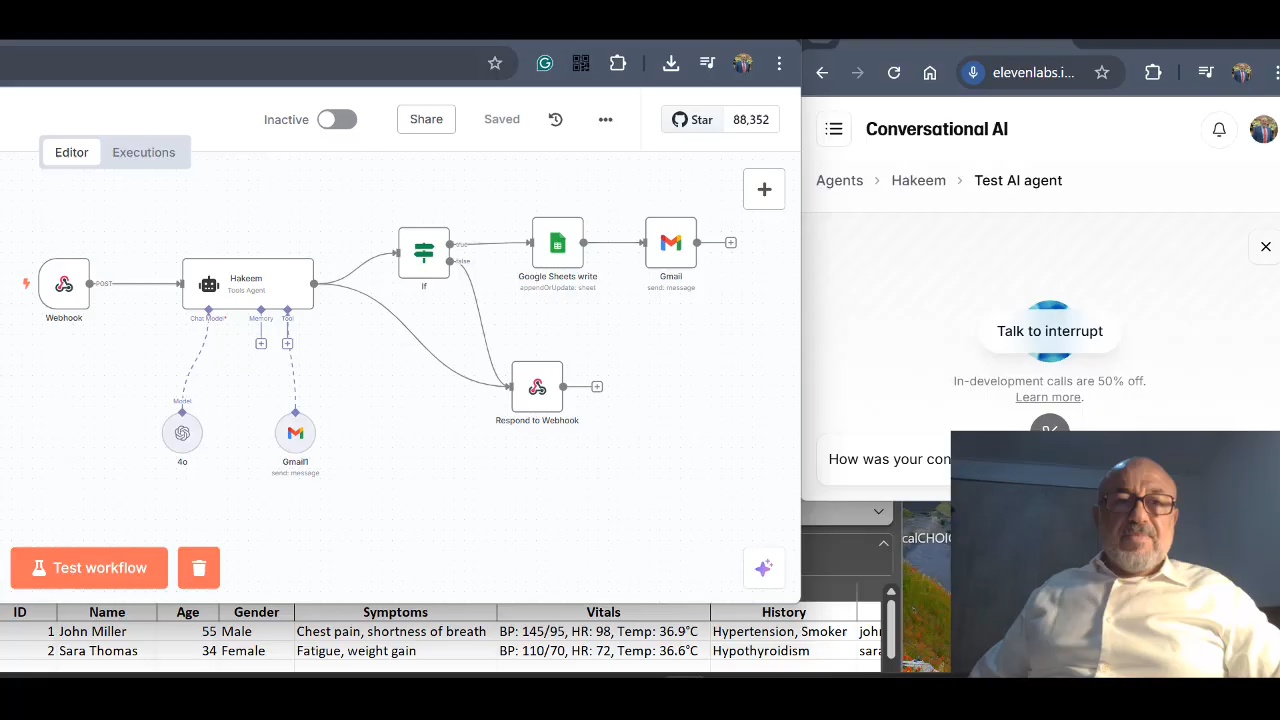 elevenlabs.i...
Inactive
Share
Saved
Star
88,352
Conversational AI
Editor
Executions
Agents
Hakeem
Test AI agent
Webhook
POST
Hakeem
Tools Agent
Chat Model*
Memory
Tool
If
true
false
Google Sheets write
appendOrUpdate: sheet
Gmail
send: message
Model
4o
Gmail1
send: message
Respond to Webhook
Talk to interrupt
In-development calls are 50% off.
Learn more.
How was your con
Test workflow
calCHOIC
ID Name Age Gender Symptoms Vitals History
1 John Miller 55 Male Chest pain, shortness of breath BP: 145/95, HR: 98, Temp: 36.9°C Hypertension, Smoker john
2 Sara Thomas 34 Female Fatigue, weight gain BP: 110/70, HR: 72, Temp: 36.6°C Hypothyroidism sara